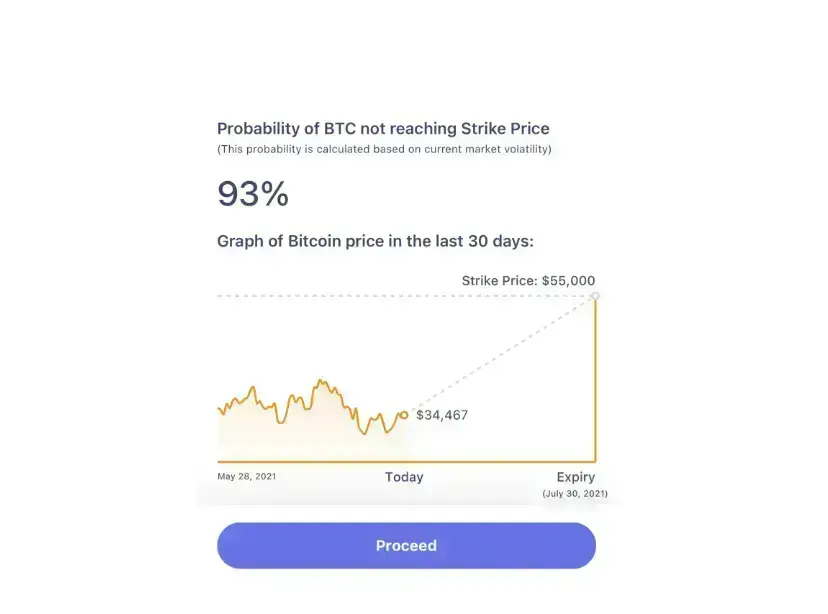 Probability of BTC not reaching Strike Price
(This probability is calculated based on current market volatility)
93%
Graph of Bitcoin price in the last 30 days:
Strike Price: $55,000
$34,467
May 28, 2021
Today
Expiry
(July 30, 2021)
Proceed